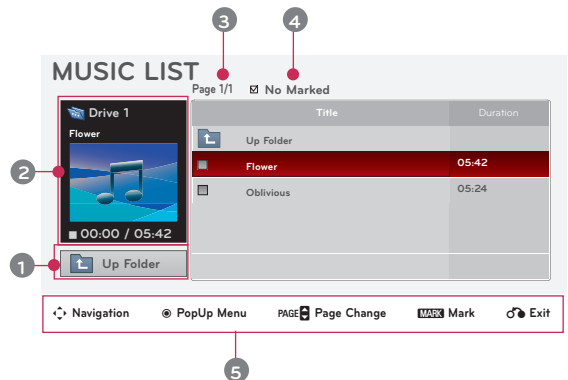 3
4
MUSIC LIST
Page 1/1 No Marked
Drive 1
Flower
00:00 / 05:42
Up Folder
Title Duration
Up Folder
Flower 05:42
Oblivious 05:24
2
1
Navigation PopUp Menu PAGE Page Change MARK Mark Exit
5